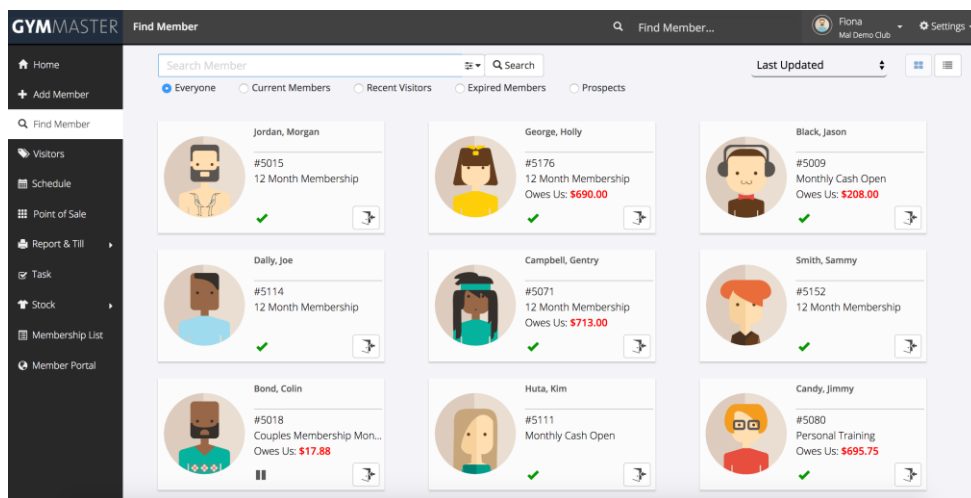 GYMMASTER
Find Member
Find Member...
Fiona
Mal Demo Club
Settings
Home
Add Member
Find Member
Visitors
Schedule
Point of Sale
Report & Till
Task
Stock
Membership List
Member Portal
Search Member
Search
Last Updated
Everyone Current Members Recent Visitors Expired Members Prospects
Jordan, Morgan
#5015
12 Month Membership
George, Holly
#5176
12 Month Membership
Owes Us: $690.00
Black, Jason
#5009
Monthly Cash Open
Owes Us: $208.00
Dally, Joe
#5114
12 Month Membership
Campbell, Gentry
#5071
12 Month Membership
Owes Us: $713.00
Smith, Sammy
#5152
12 Month Membership
Bond, Colin
#5018
Couples Membership Mon...
Owes Us: $17.88
Huta, Kim
#5111
Monthly Cash Open
Candy, Jimmy
#5080
Personal Training
Owes Us: $695.75